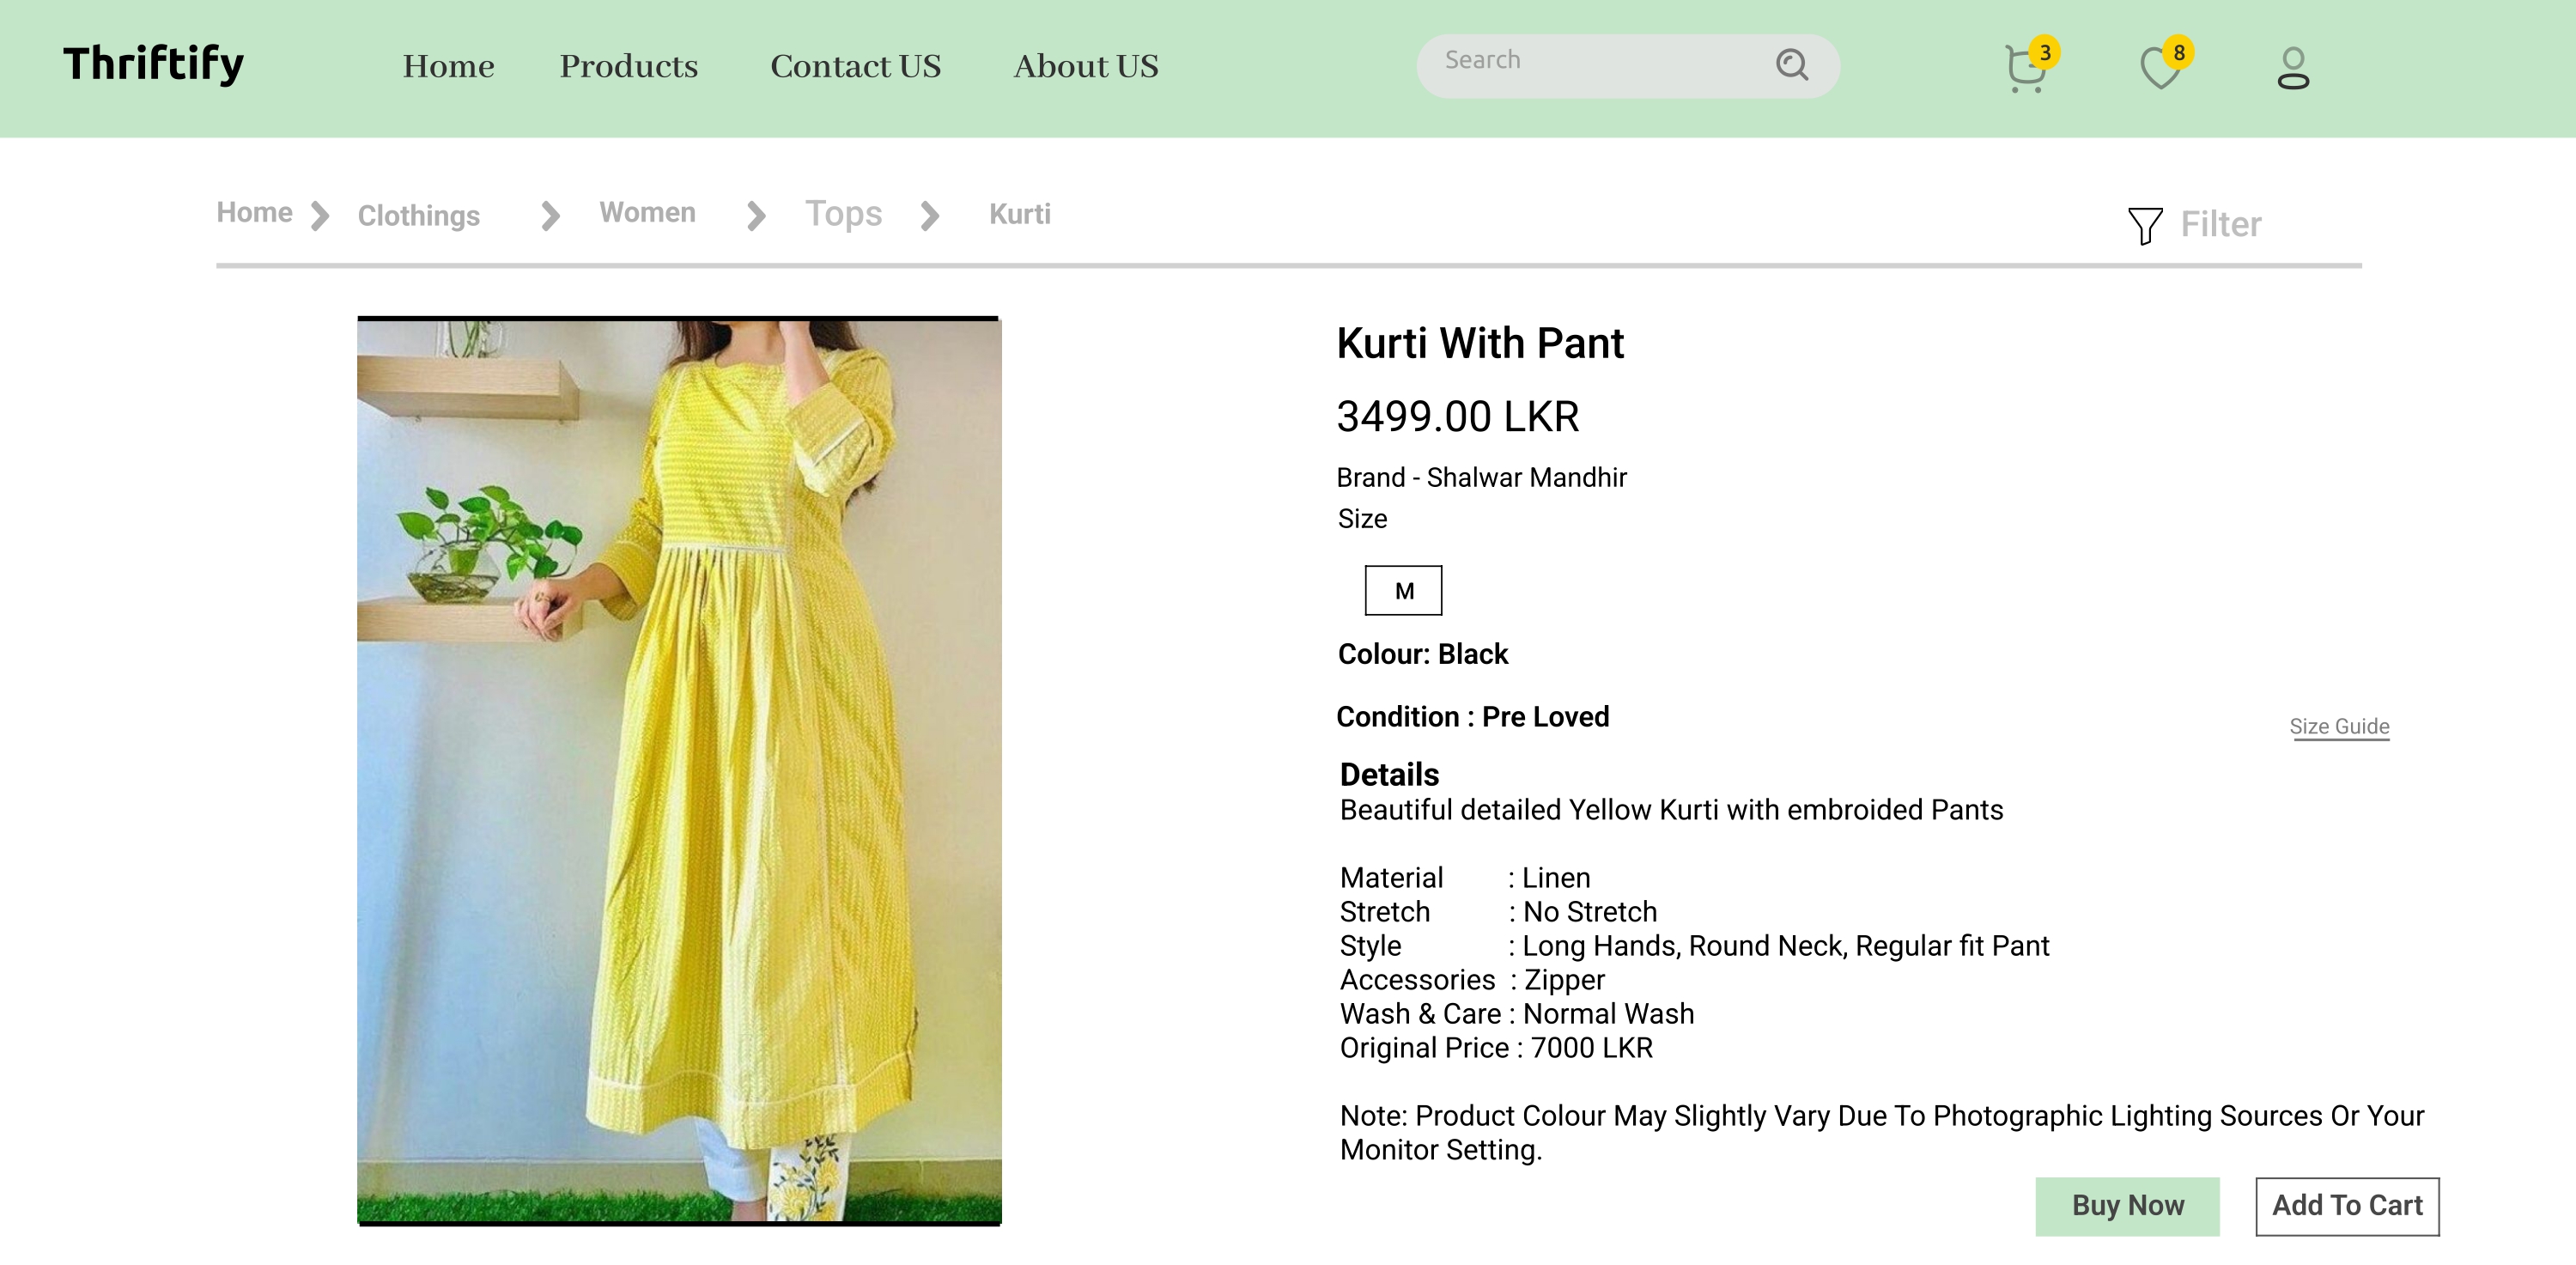 Thriftify
Home Products Contact US About US
Search
3
8
Home Clothings Women Tops Kurti
Filter
Kurti With Pant
3499.00 LKR
Brand - Shalwar Mandhir
Size
M
Colour: Black
Condition : Pre Loved
Size Guide
Details
Beautiful detailed Yellow Kurti with embroided Pants
Material : Linen
Stretch : No Stretch
Style : Long Hands, Round Neck, Regular fit Pant
Accessories : Zipper
Wash & Care : Normal Wash
Original Price : 7000 LKR
Note: Product Colour May Slightly Vary Due To Photographic Lighting Sources Or Your
Monitor Setting.
Buy Now
Add To Cart